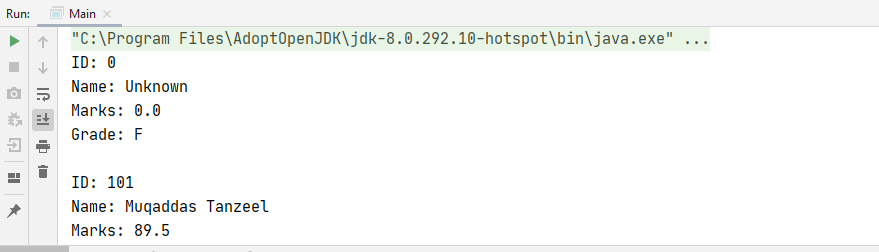 Run: Main
"C:\Program Files\AdoptOpenJDK\jdk-8.0.292.10-hotspot\bin\java.exe" ...
ID: 0
Name: Unknown
Marks: 0.0
Grade: F
ID: 101
Name: Muqaddas Tanzeel
Marks: 89.5